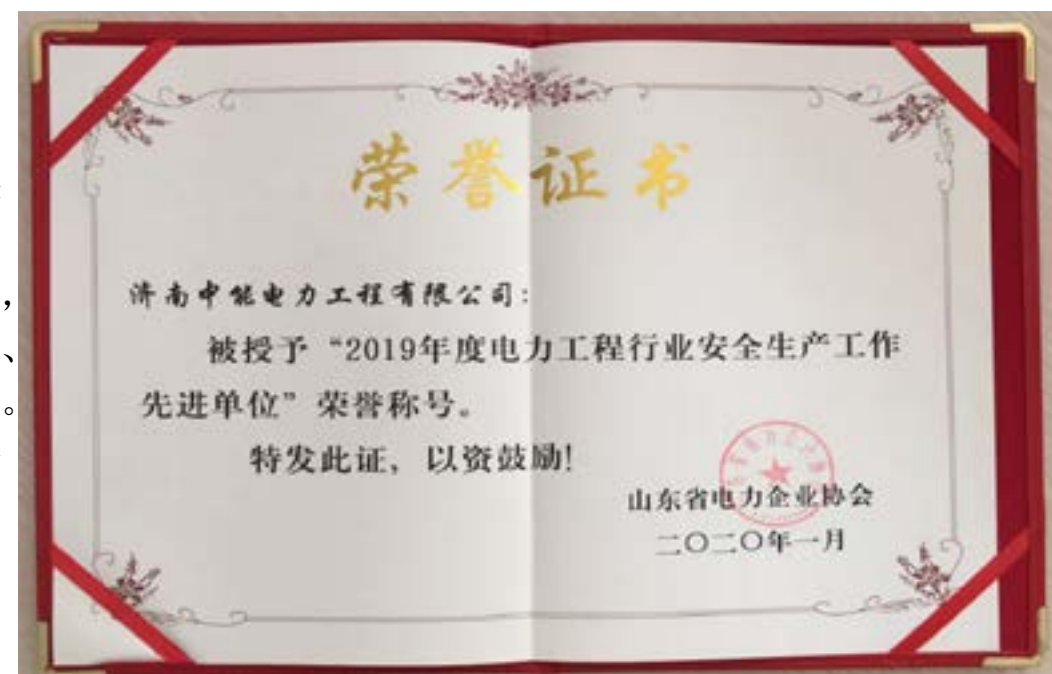 荣誉证书
济南中能电力工程有限公司:
被授予“2019年度电力工程行业安全生产工作
先进单位”荣誉称号。
特发此证,以资鼓励!
山东省电力企业协会
二〇二〇年一月